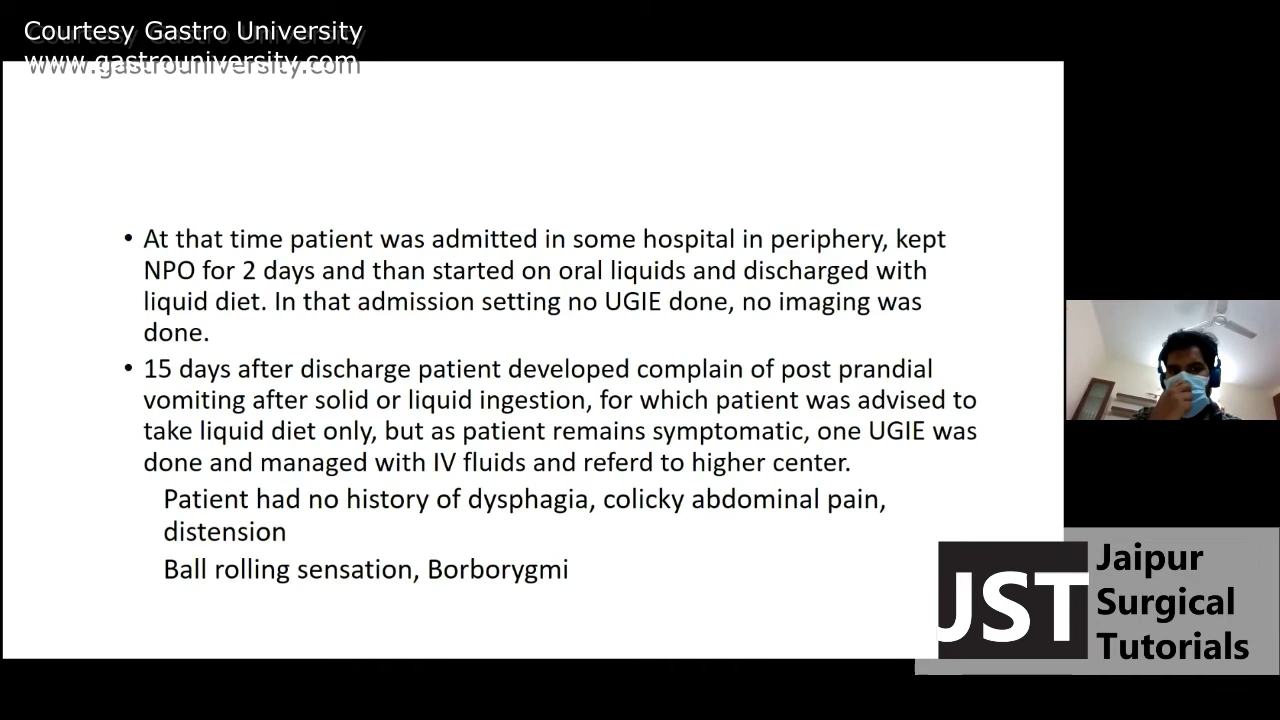 Courtesy Gastro University
www.gastrouniversity.com
• At that time patient was admitted in some hospital in periphery, kept
NPO for 2 days and than started on oral liquids and discharged with
liquid diet. In that admission setting no UGIE done, no imaging was
done.
• 15 days after discharge patient developed complain of post prandial
vomiting after solid or liquid ingestion, for which patient was advised to
take liquid diet only, but as patient remains symptomatic, one UGIE was
done and managed with IV fluids and referd to higher center.
Patient had no history of dysphagia, colicky abdominal pain,
distension
Ball rolling sensation, Borborygmi
JST
Jaipur
Surgical
Tutorials